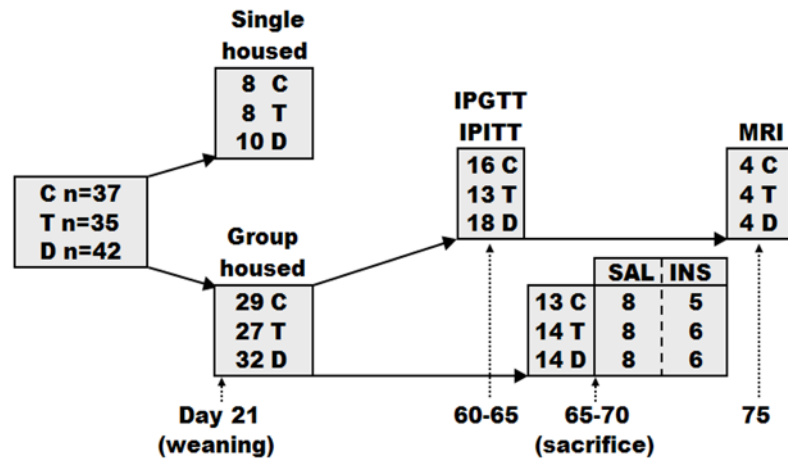 Single
housed
8 C
8 T
10 D
C n=37
T n=35
D n=42
Group
housed
29 C
27 T
32 D
IPGTT
IPITT
16 C
13 T
18 D
MRI
4 C
4 T
4 D
SAL INS
13 C 8 5
14 T 8 6
14 D 8 6
Day 21 60-65 65-70 75
(weaning) (sacrifice)